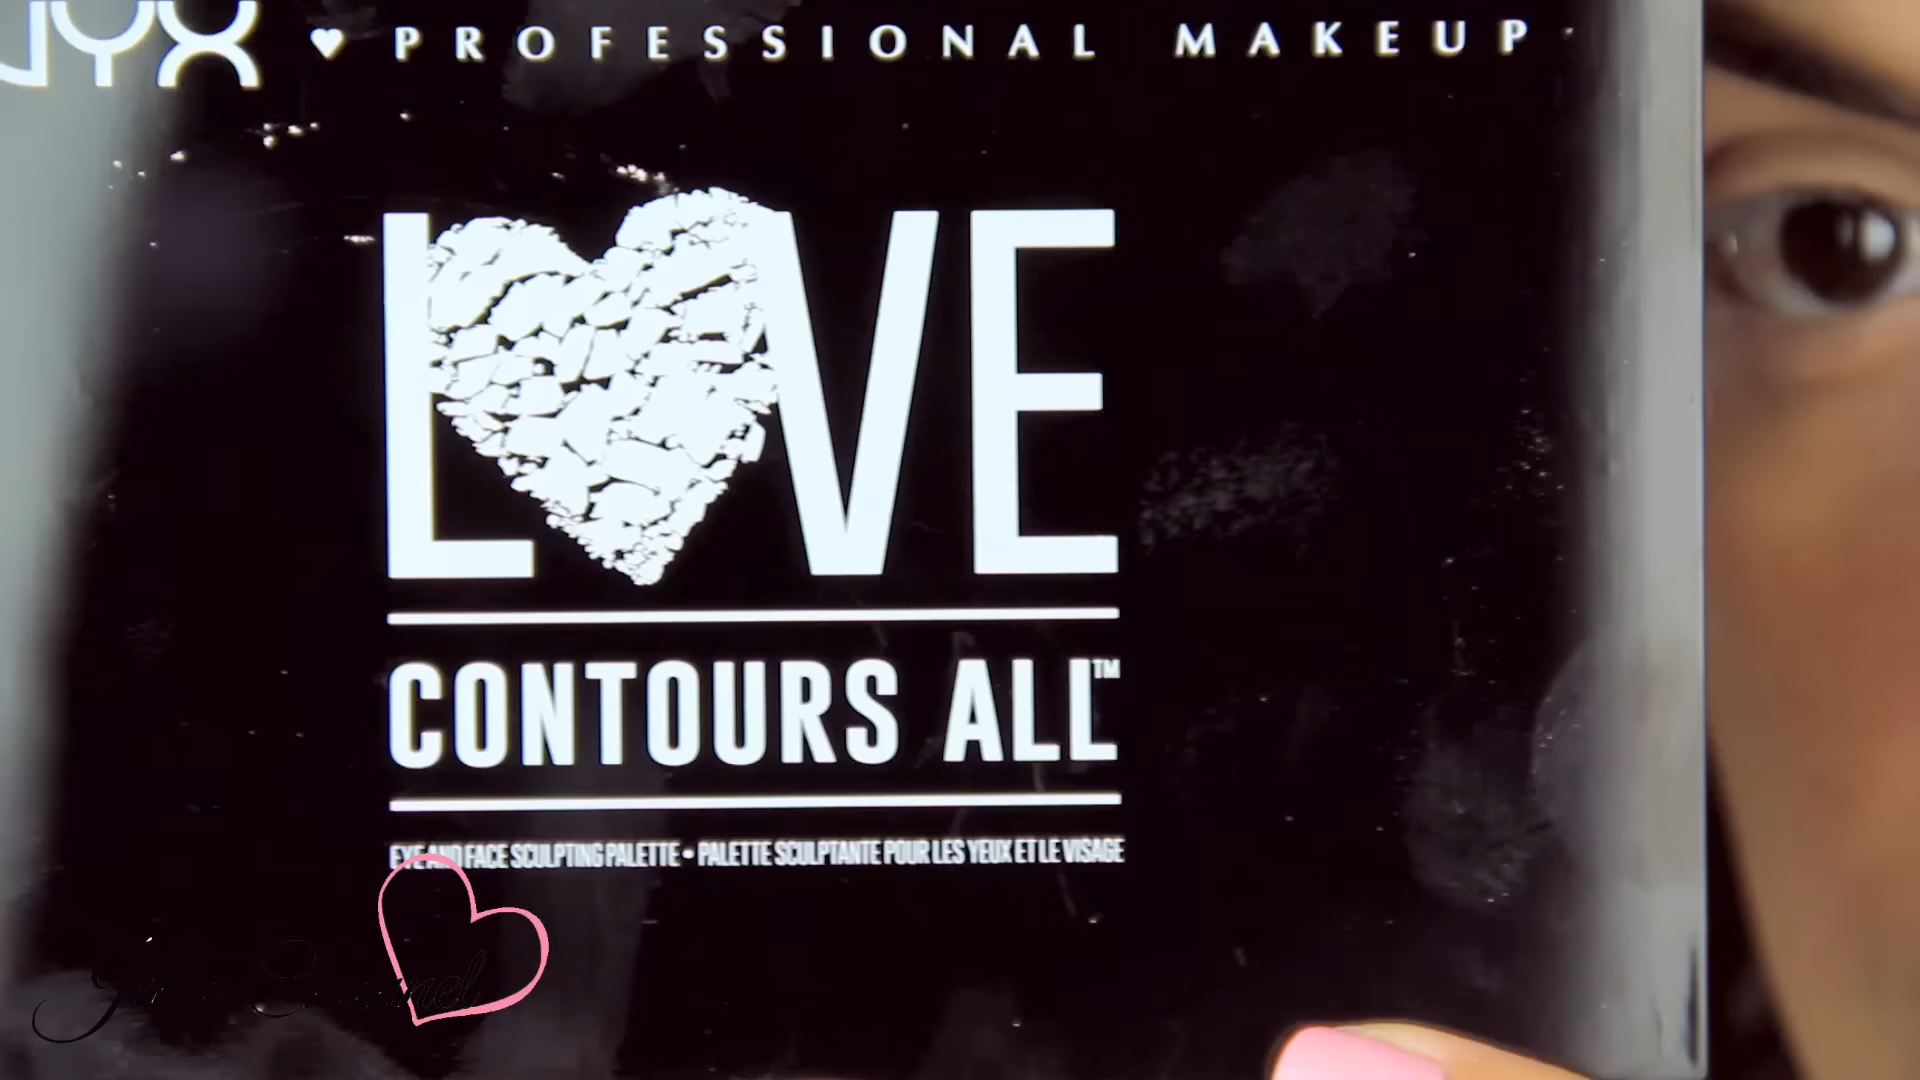 NYX ♥ PROFESSIONAL MAKEUP
LOVE
CONTOURS ALL™
EYE AND FACE SCULPTING PALETTE • PALETTE SCULPTANTE POUR LES YEUX ET LE VISAGE